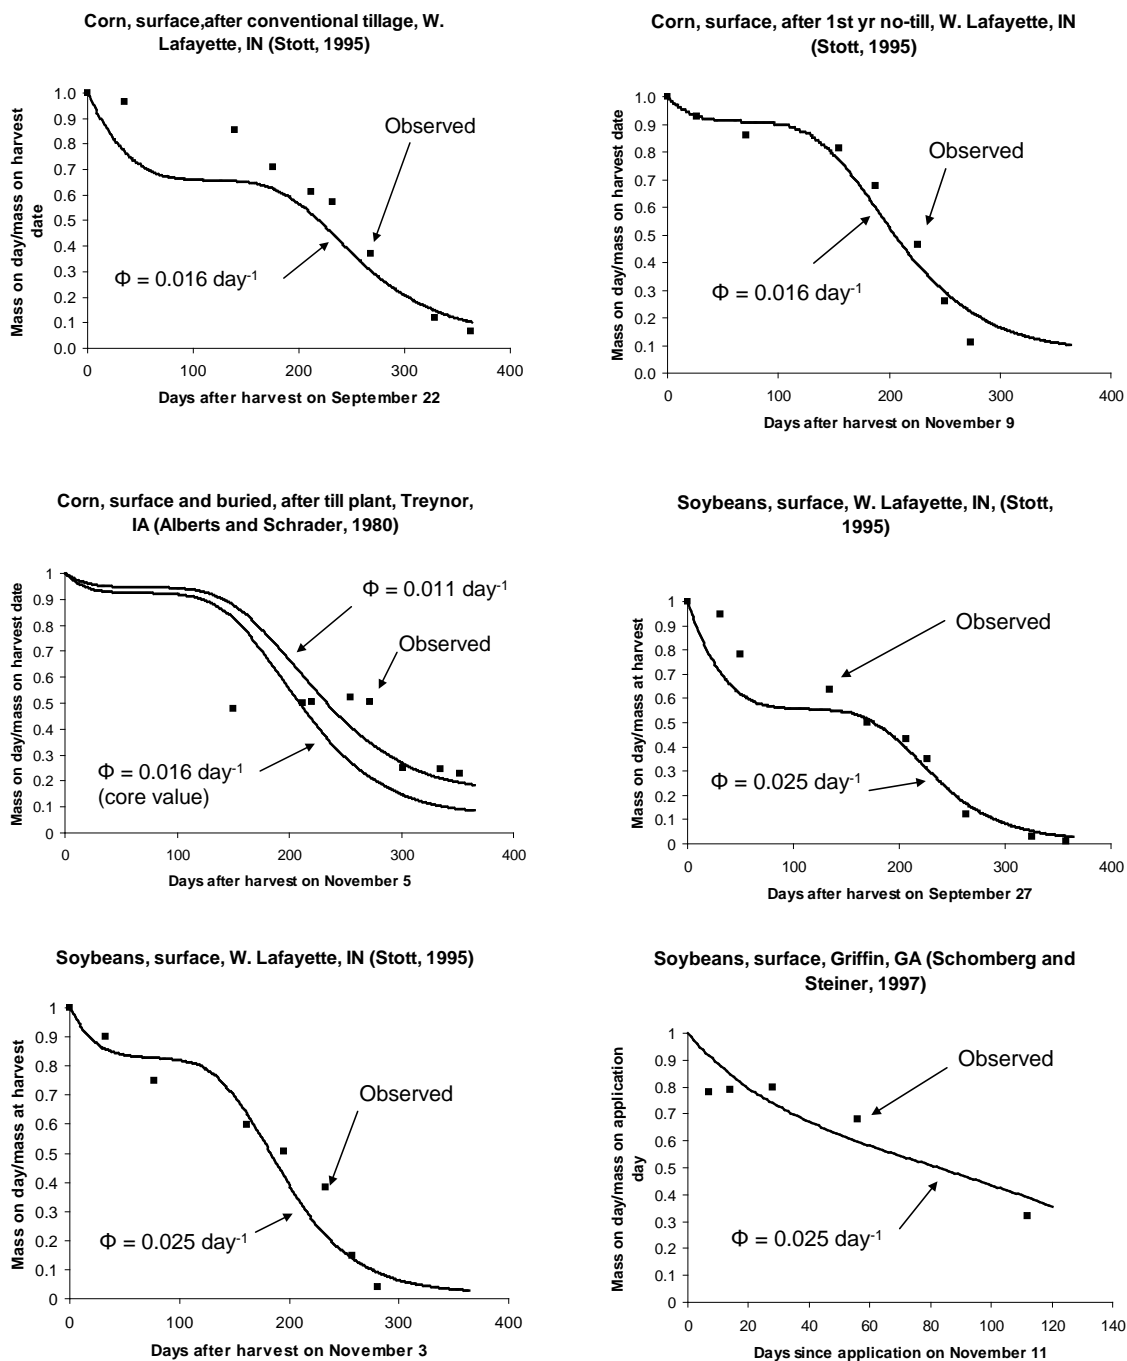 Corn, surface,after conventional tillage, W.
Lafayette, IN (Stott, 1995)
1.0
0.9
0.8
0.7
0.6
0.5
0.4
0.3
0.2
0.1
0.0
0
100
200
300
400
Mass on day/mass on harvest
date
Days after harvest on September 22
Observed
Φ = 0.016 day-1
Corn, surface, after 1st yr no-till, W. Lafayette, IN
(Stott, 1995)
1.0
0.9
0.8
0.7
0.6
0.5
0.4
0.3
0.2
0.1
0.0
0
100
200
300
400
Mass on day/mass on harvest date
Days after harvest on November 9
Observed
Φ = 0.016 day-1
Corn, surface and buried, after till plant, Treynor,
IA (Alberts and Schrader, 1980)
1
0.9
0.8
0.7
0.6
0.5
0.4
0.3
0.2
0.1
0
0
100
200
300
400
Mass on day/mass on harvest date
Days after harvest on November 5
Φ = 0.011 day-1
Observed
Φ = 0.016 day-1
(core value)
Soybeans, surface, W. Lafayette, IN, (Stott,
1995)
1
0.9
0.8
0.7
0.6
0.5
0.4
0.3
0.2
0.1
0
0
100
200
300
400
Mass on day/mass at harvest
Days after harvest on September 27
Observed
Φ = 0.025 day-1
Soybeans, surface, W. Lafayette, IN (Stott, 1995)
1
0.9
0.8
0.7
0.6
0.5
0.4
0.3
0.2
0.1
0
0
100
200
300
400
Mass on day/mass at harvest
Days after harvest on November 3
Observed
Φ = 0.025 day-1
Soybeans, surface, Griffin, GA (Schomberg and
Steiner, 1997)
1
0.9
0.8
0.7
0.6
0.5
0.4
0.3
0.2
0.1
0
0
20
40
60
80
100
120
140
Mass on day/mass on application
day
Days since application on November 11
Observed
Φ = 0.025 day-1